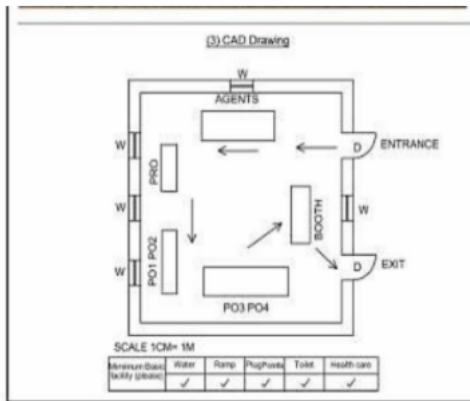 (3) CAD Drawing
W
AGENTS
W
D
ENTRANCE
PRO
W
BOOTH
W
PO1 PO2
W
D
EXIT
PO3 PO4
SCALE 1CM= 1M
Minimum Basic Water Ramp PlugPoints Toilet Health care
facility (please) ✓ ✓ ✓ ✓ ✓